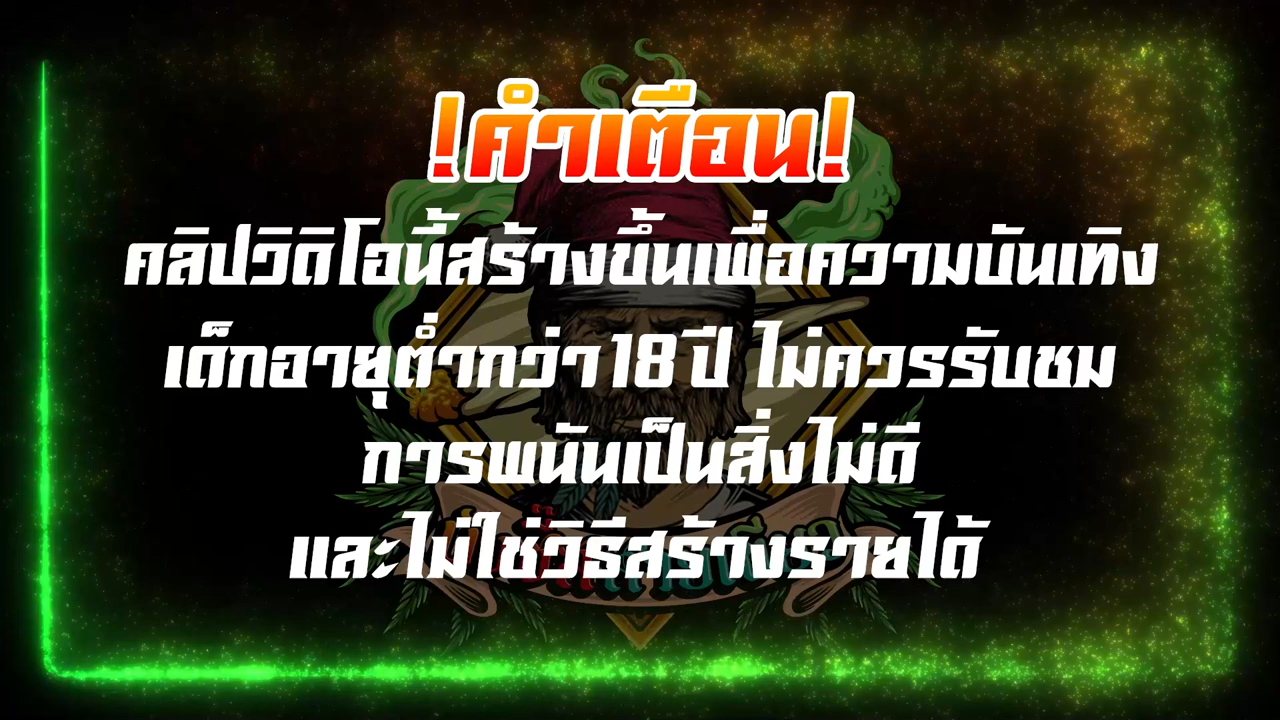 !คำเตือน!
คลิปวิดิโอนี้สร้างขึ้นเพื่อความบันเทิง
เด็กอายุต่ำกว่า 18 ปี ไม่ควรรับชม
การพนันเป็นสิ่งไม่ดี
และไม่ใช่วิธีสร้างรายได้